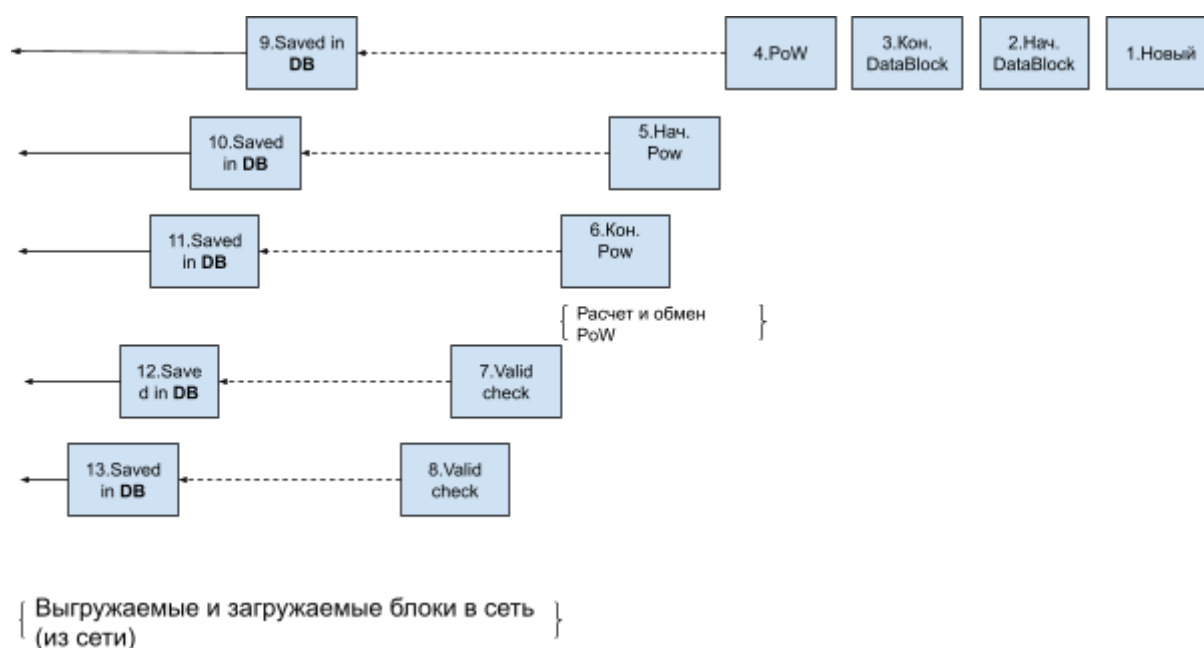 9.Saved in
DB
4.PoW
3.Кон.
DataBlock
2.Нач.
DataBlock
1.Новый
10.Saved
in DB
5.Нач.
Pow
11.Saved
in DB
6.Кон.
Pow
Расчет и обмен
PoW
12.Save
d in DB
7.Valid
check
13.Saved
in DB
8.Valid
check
Выгружаемые и загружаемые блоки в сеть
(из сети)